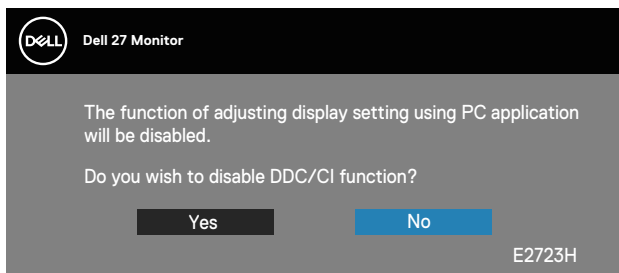 DELL
Dell 27 Monitor
The function of adjusting display setting using PC application
will be disabled.
Do you wish to disable DDC/CI function?
Yes
No
E2723H